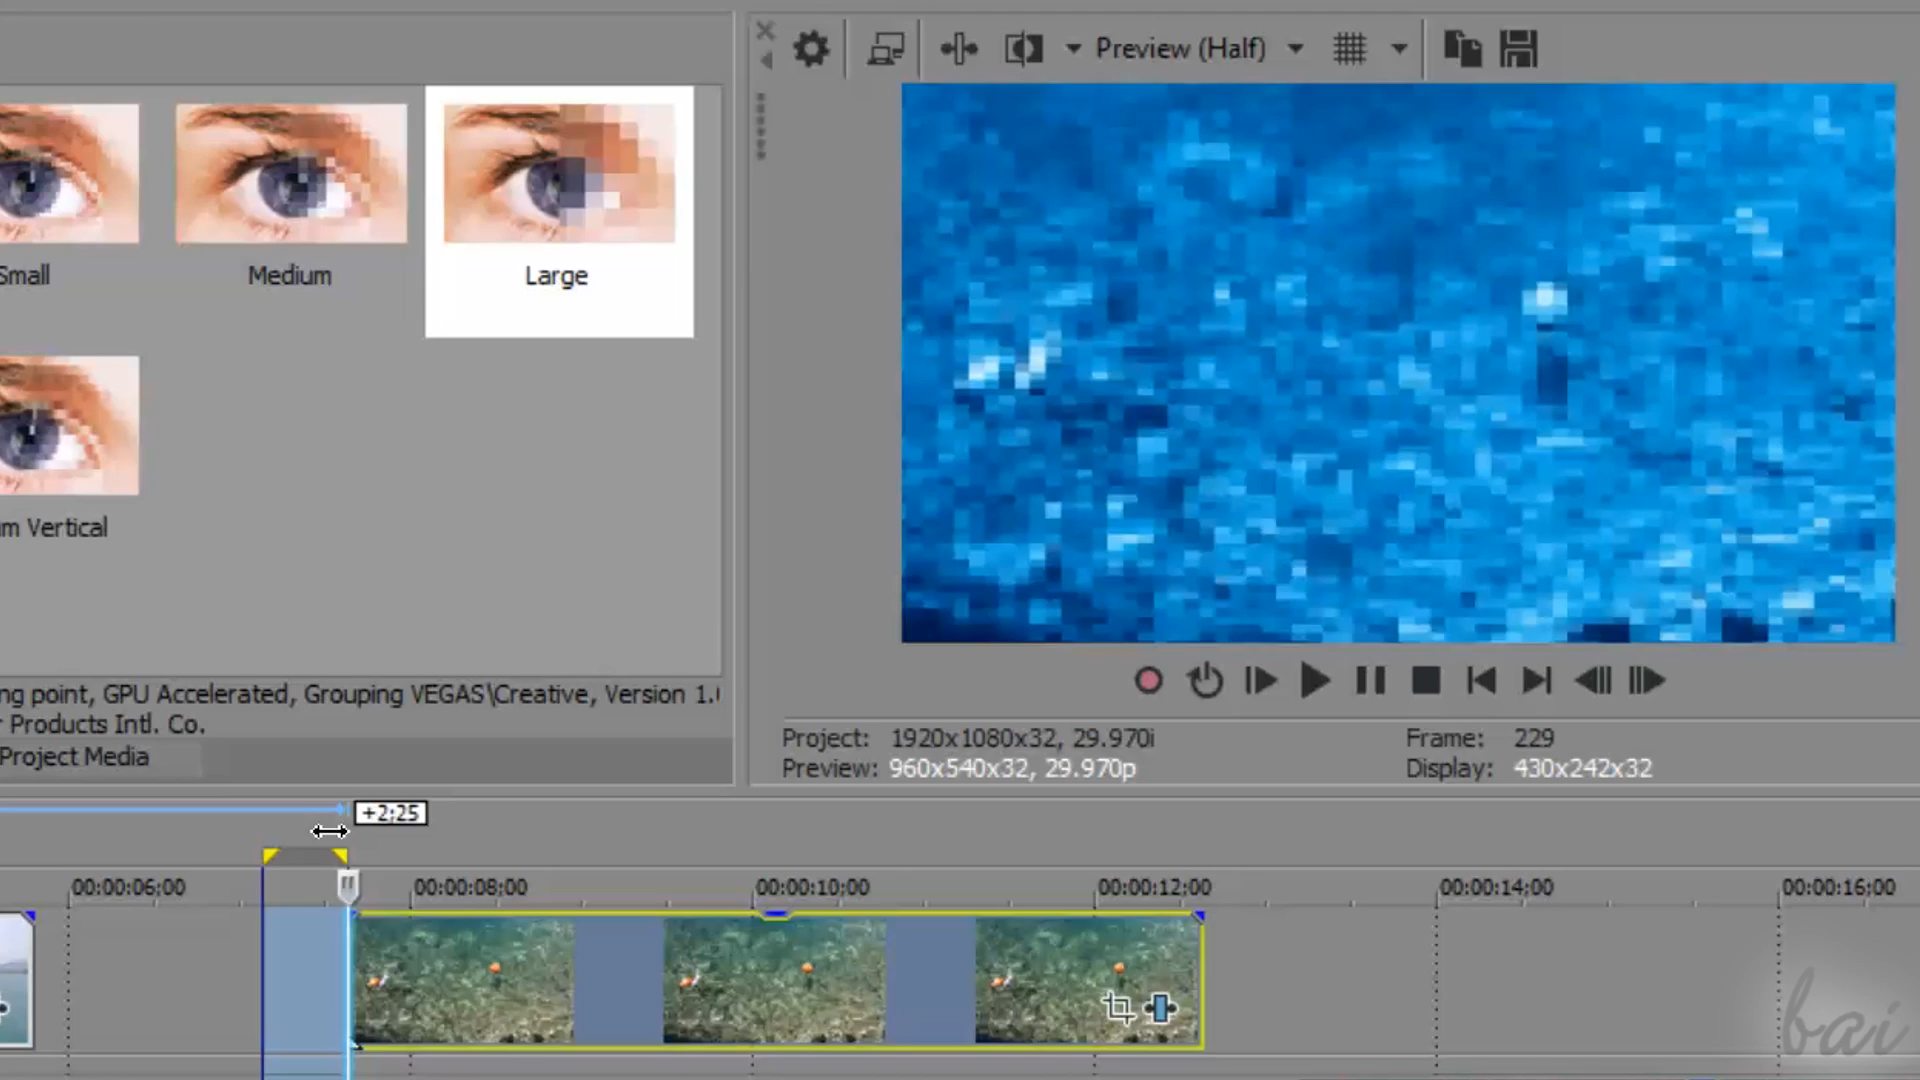 Preview (Half)
Small
Medium
Large
m Vertical
ng point, GPU Accelerated, Grouping VEGAS\Creative, Version 1.
r Products Intl. Co.
Project Media
Project: 1920x1080x32, 29.970i
Frame: 229
Preview: 960x540x32, 29.970p
Display: 430x242x32
+2;25
00:00:06;00
00:00:08;00
00:00:10;00
00:00:12;00
00:00:14;00
00:00:16;00
bai